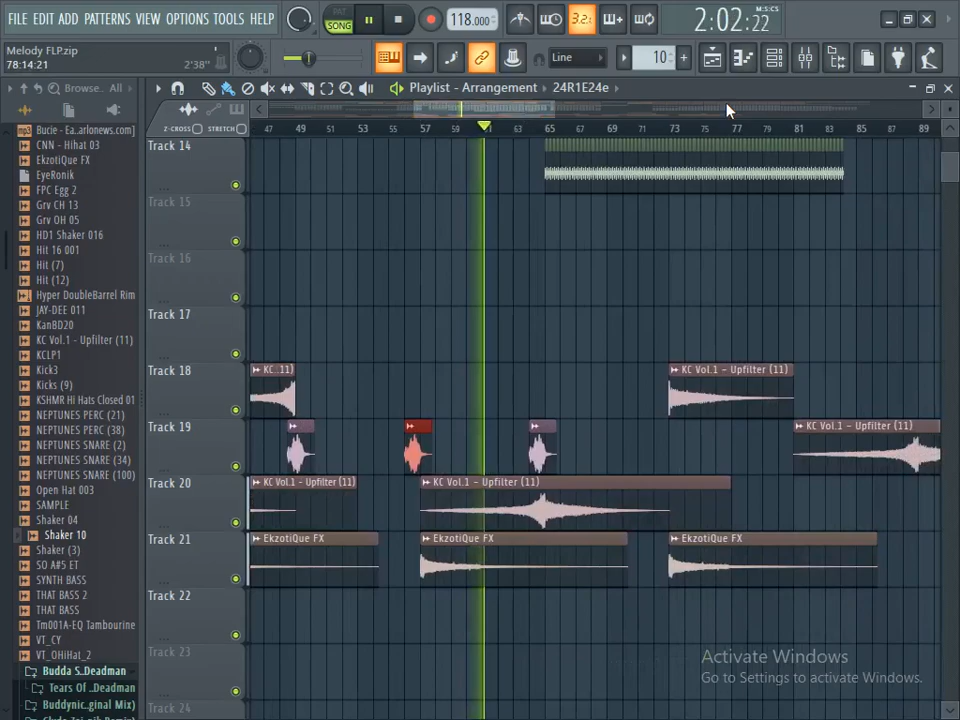 FILE EDIT ADD PATTERNS VIEW OPTIONS TOOLS HELP
PAT
SONG
118.000
3.2
2:02:22
M:S:CS
Melody FLP.zip
78:14:21
2'38"
Line
10
Browse.. All
Playlist - Arrangement
24R1E24e
Z-CROSS STRETCH
47 49 51 53 55 57 59 61 63 65 67 69 71 73 75 77 79 81 83 85 87 89
Bucie - Ea..arlonews.com]
CNN - Hihat 03
EkzotiQue FX
EyeRonik
FPC Egg 2
Grv CH 13
Grv OH 05
HD1 Shaker 016
Hit 16 001
Hit (7)
Hit (12)
Hyper DoubleBarrel Rim
JAY-DEE 011
KanBD20
KC Vol.1 - Upfilter (11)
KCLP1
Kick3
Kicks (9)
KSHMR Hi Hats Closed 01
NEPTUNES PERC (21)
NEPTUNES PERC (38)
NEPTUNES SNARE (2)
NEPTUNES SNARE (34)
NEPTUNES SNARE (100)
Open Hat 003
SAMPLE
Shaker 04
Shaker 10
Shaker (3)
SO A#5 ET
SYNTH BASS
THAT BASS 2
THAT BASS
Tm001A-EQ Tambourine
VT_CY
VT_OHiHat_2
Budda S..Deadman
Tears Of ..Deadman
Buddynic..ginal Mix)
Track 14
Track 15
Track 16
Track 17
Track 18
KC 11)
KC Vol.1 - Upfilter (11)
Track 19
KC Vol.1 - Upfilter (11)
Track 20
KC Vol.1 - Upfilter (11)
KC Vol.1 - Upfilter (11)
Track 21
EkzotiQue FX
EkzotiQue FX
EkzotiQue FX
Track 22
Track 23
Track 24
Activate Windows
Go to Settings to activate Windows.